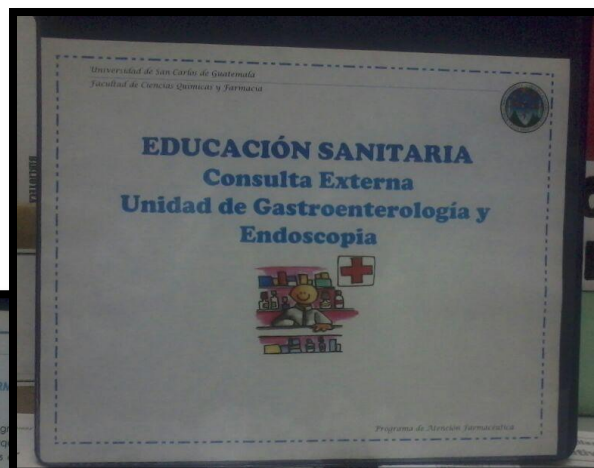 Universidad de San Carlos de Guatemala
Facultad de Ciencias Químicas y Farmacia
EDUCACIÓN SANITARIA
Consulta Externa
Unidad de Gastroenterología y
Endoscopia
Programa de Atención Farmacéutica